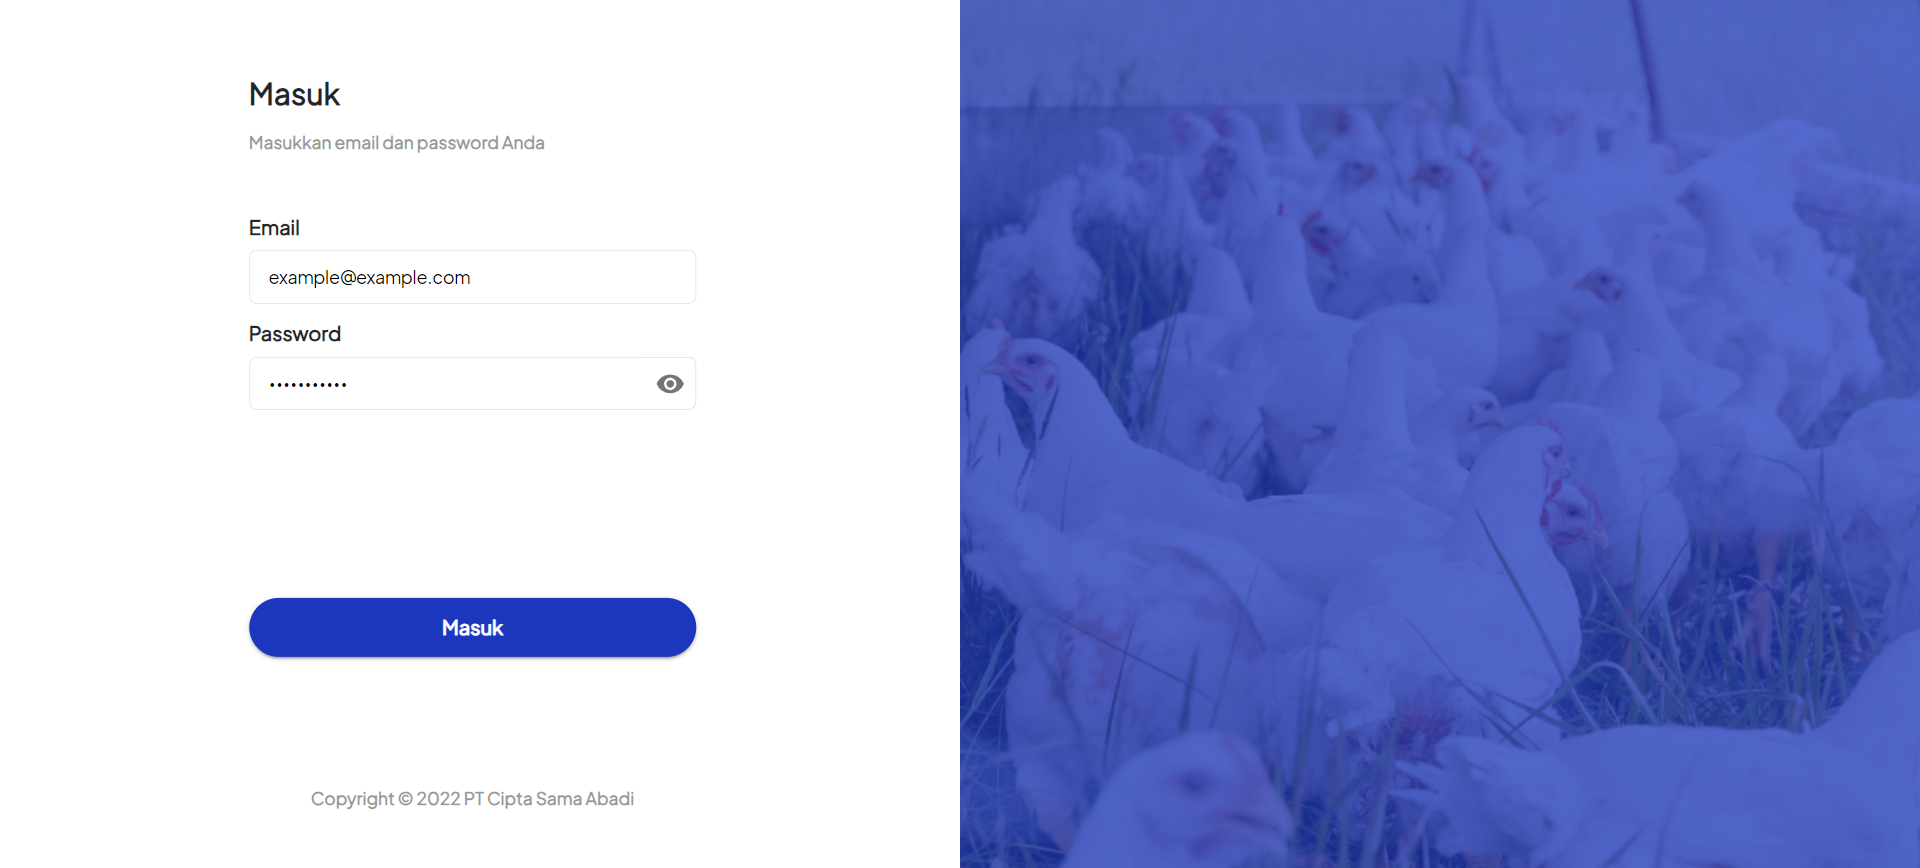 Masuk
Masukkan email dan password Anda
Email
example@example.com
Password
•••••••••••
Masuk
Copyright © 2022 PT Cipta Sama Abadi